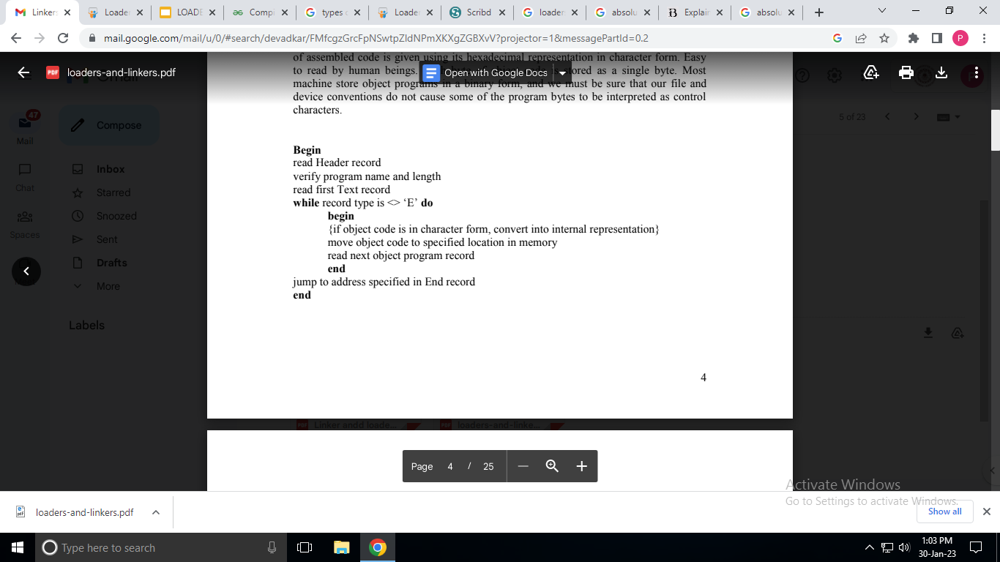 Linker
Loader
LOADE
Compi
types c
Loader
Scribd
loader
absolu
Explair
absolu
mail.google.com/mail/u/0/#search/devadkar/FMfcgzGrcFpNSwtpZldNPmXKXgZGBXvV?projector=1&messagePartId=0.2
P
of assembled code is given using its hexadecimal representation in character form. Easy
to read by human beings.
stored as a single byte. Most
machine store object programs in a binary form, and we must be sure that our file and
device conventions do not cause some of the program bytes to be interpreted as control
characters.
PDF loaders-and-linkers.pdf
Open with Google Docs
47
Mail
Chat
Spaces
Compose
Inbox
Starred
Snoozed
Sent
Drafts
More
Labels
5 of 23
Begin
read Header record
verify program name and length
read first Text record
while record type is <> ‘E’ do
begin
{if object code is in character form, convert into internal representation}
move object code to specified location in memory
read next object program record
end
jump to address specified in End record
end
4
PDF Linker andd loade...
PDF loaders-and-linke...
Page 4 / 25
Activate Windows
Go to Settings to activate Windows.
loaders-and-linkers.pdf
Show all
Type here to search
1:03 PM
30-Jan-23